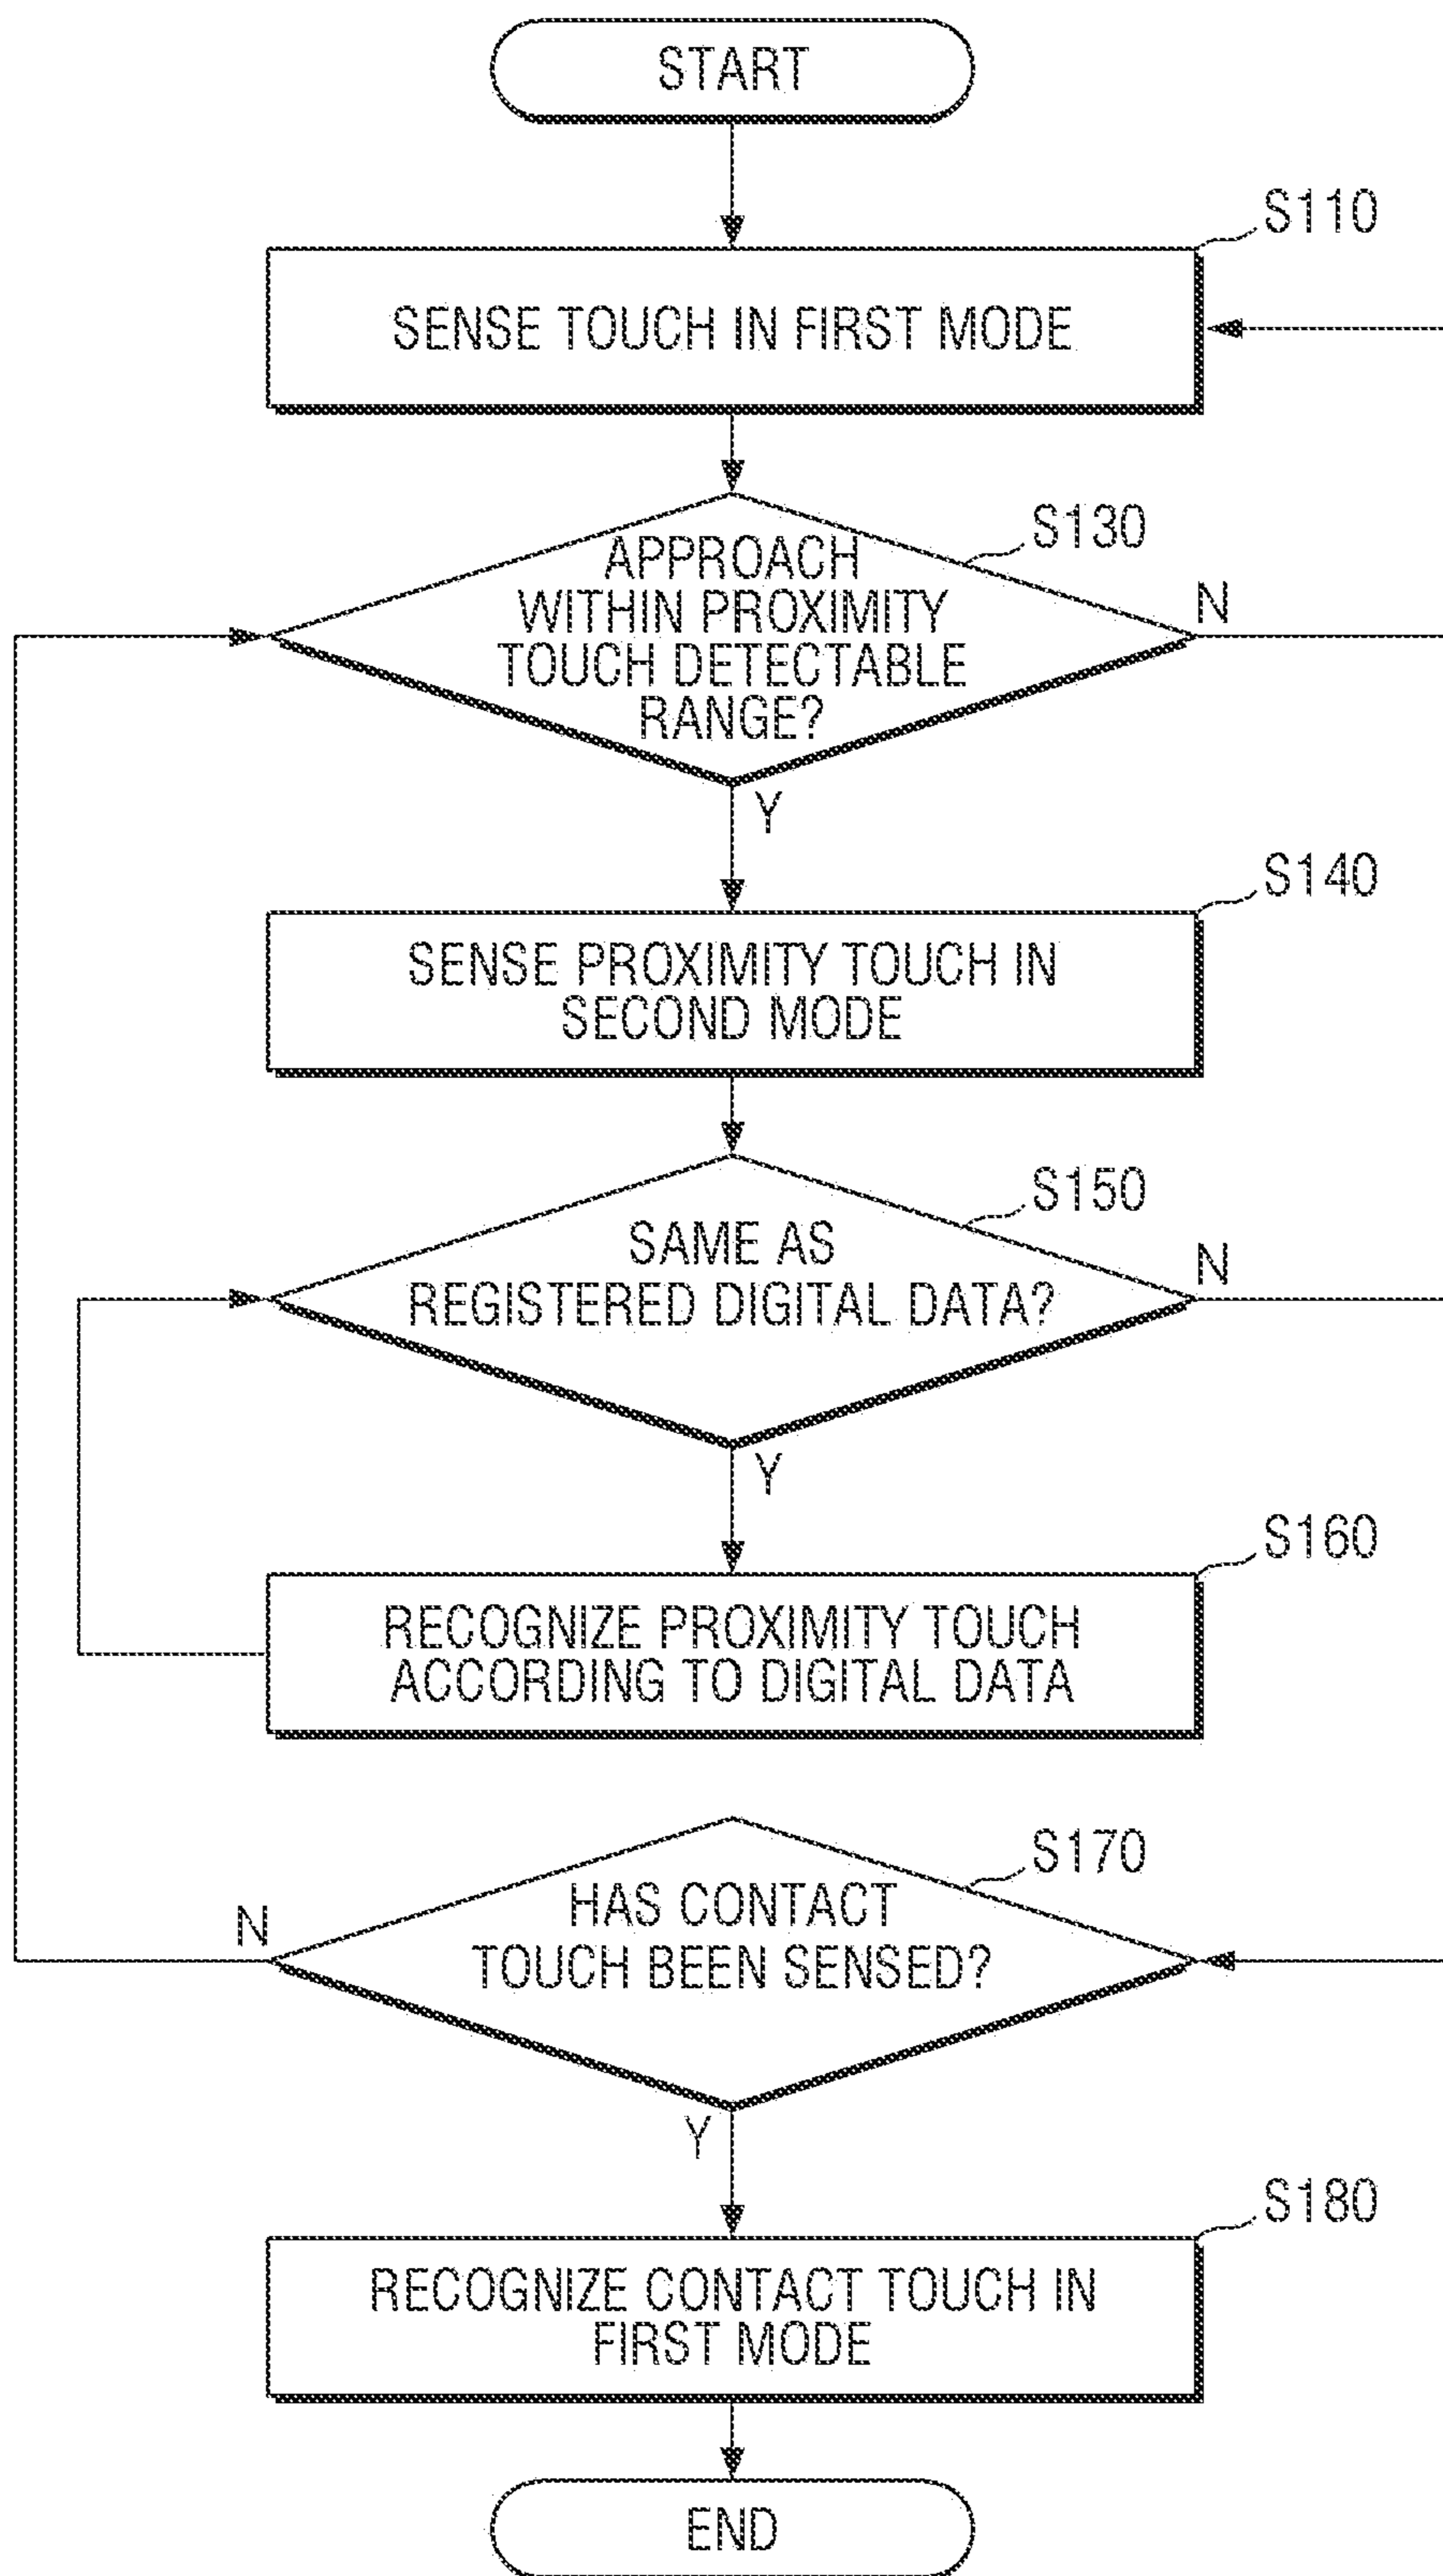 START
S110
SENSE TOUCH IN FIRST MODE
S130
APPROACH
WITHIN PROXIMITY
TOUCH DETECTABLE
RANGE?
N
Y
S140
SENSE PROXIMITY TOUCH IN
SECOND MODE
S150
SAME AS
REGISTERED DIGITAL DATA?
N
Y
S160
RECOGNIZE PROXIMITY TOUCH
ACCORDING TO DIGITAL DATA
S170
HAS CONTACT
TOUCH BEEN SENSED?
N
Y
S180
RECOGNIZE CONTACT TOUCH IN
FIRST MODE
END